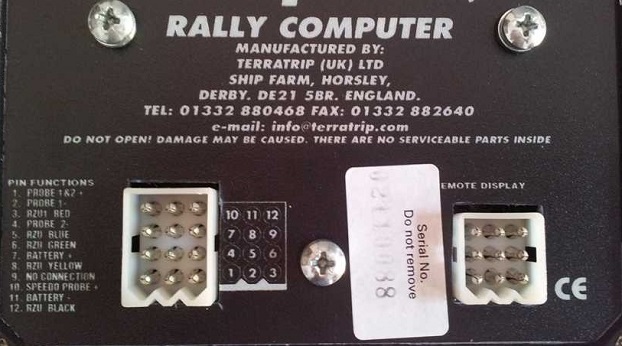 RALLY COMPUTER
MANUFACTURED BY:
TERRATRIP (UK) LTD
SHIP FARM, HORSLEY,
DERBY. DE21 5BR. ENGLAND.
TEL: 01332 880468 FAX: 01332 882640
e-mail: info@terratrip.com
DO NOT OPEN! DAMAGE MAY BE CAUSED. THERE ARE NO SERVICEABLE PARTS INSIDE
PIN FUNCTIONS
1. PROBE 1&2 +
2. PROBE 1-
3. RED
4. PROBE 2-
5. RZU BLUE
6. RZU GREEN
7. BATTERY +
8. RZU YELLOW
9. NO CONNECTION
10. SPEEDO PROBE +
11. BATTERY -
12. RZU BLACK
10 11 12
7 8 9
4 5 6
1 2 3
Serial No.
Do not remove
EMOTE DISPLAY
CE